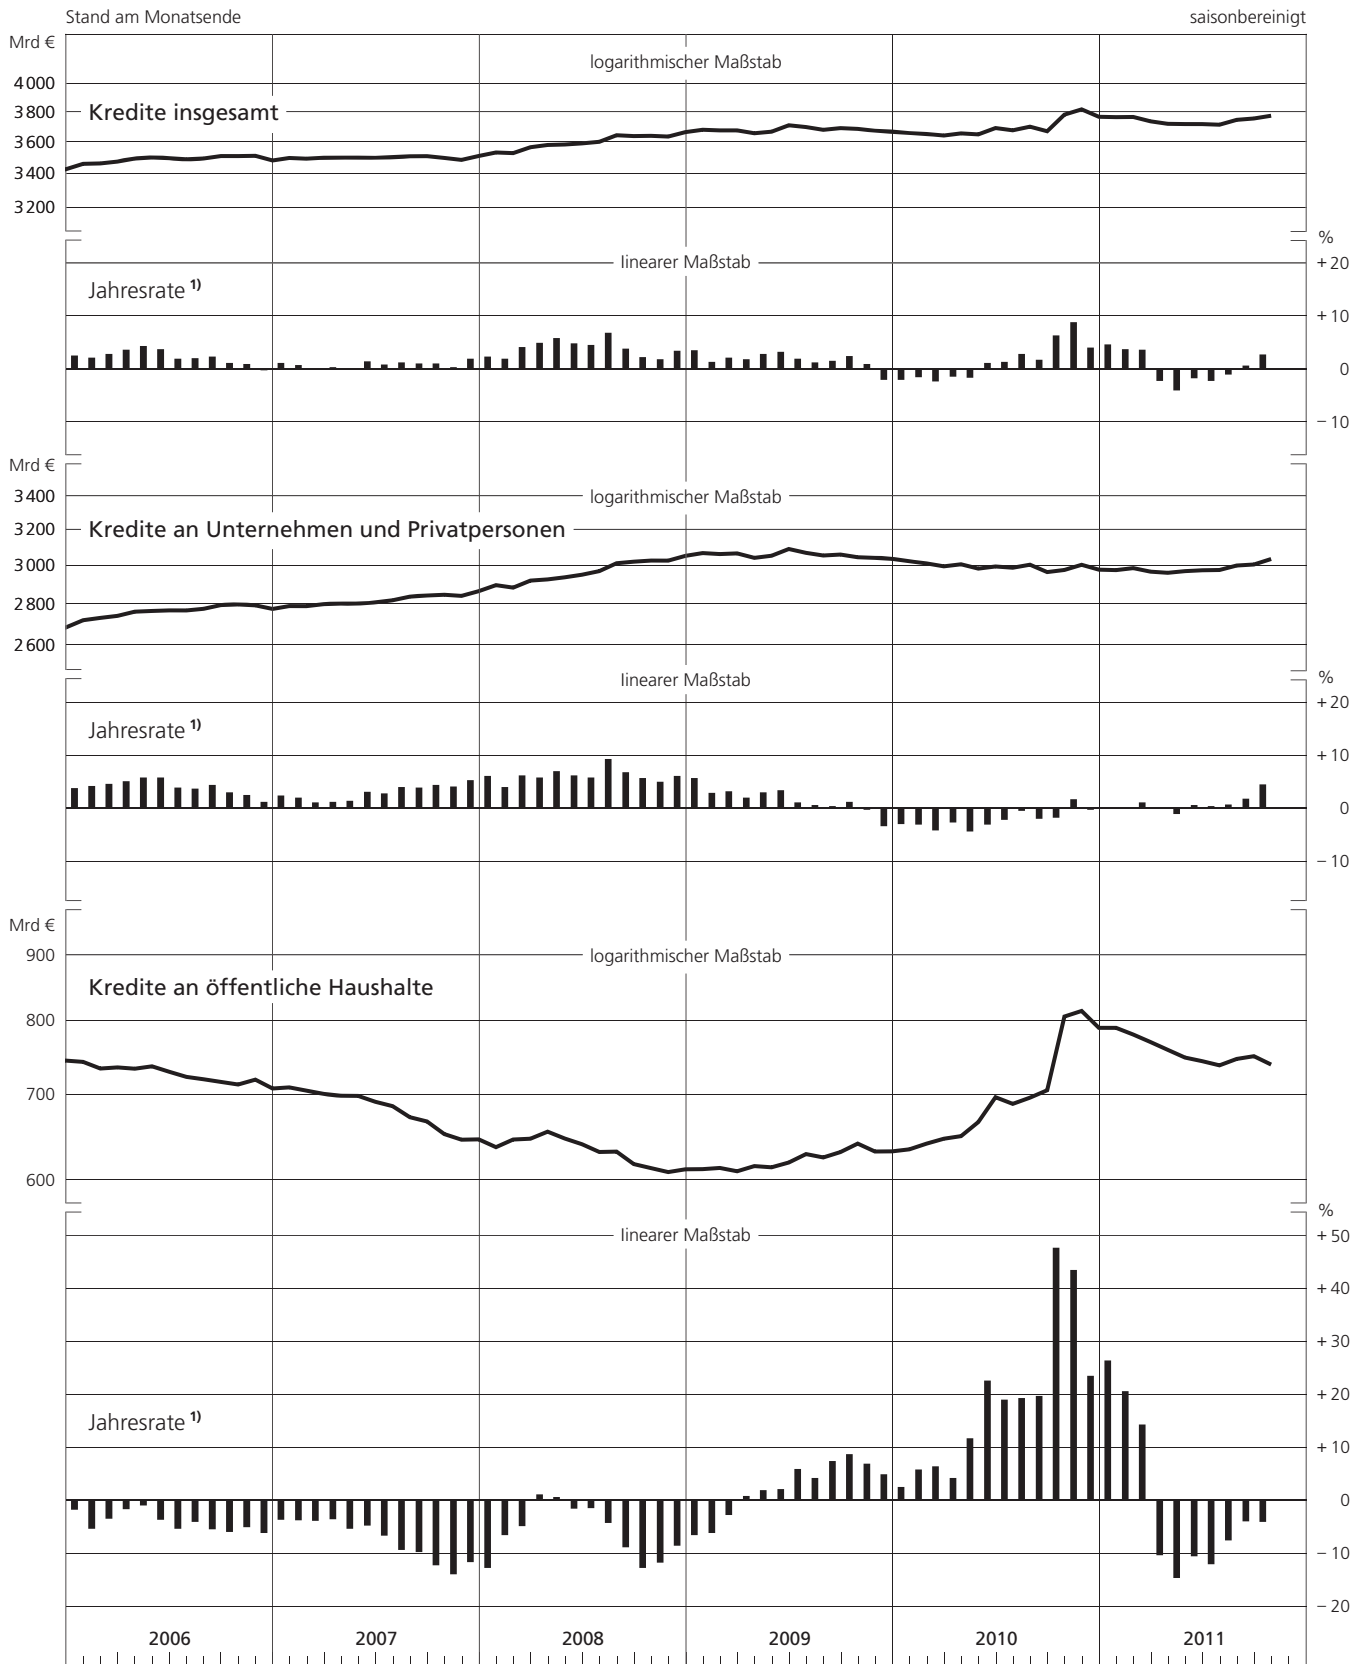 Stand am Monatsende saisonbereinigt
Mrd €
logarithmischer Maßstab
4 000
3 800 Kredite insgesamt
3 600
3 400
3 200
%
linearer Maßstab +20
Jahresrate 1)
+10
0
− 10
Mrd €
3 400 logarithmischer Maßstab
3 200 Kredite an Unternehmen und Privatpersonen
3 000
2 800
2 600
%
linearer Maßstab
+20
Jahresrate 1)
+10
0
− 10
Mrd €
900 logarithmischer Maßstab
Kredite an öffentliche Haushalte
800
700
600
%
linearer Maßstab +50
+40
+30
+20
Jahresrate 1)
+10
0
− 10
− 20
2006 2007 2008 2009 2010 2011